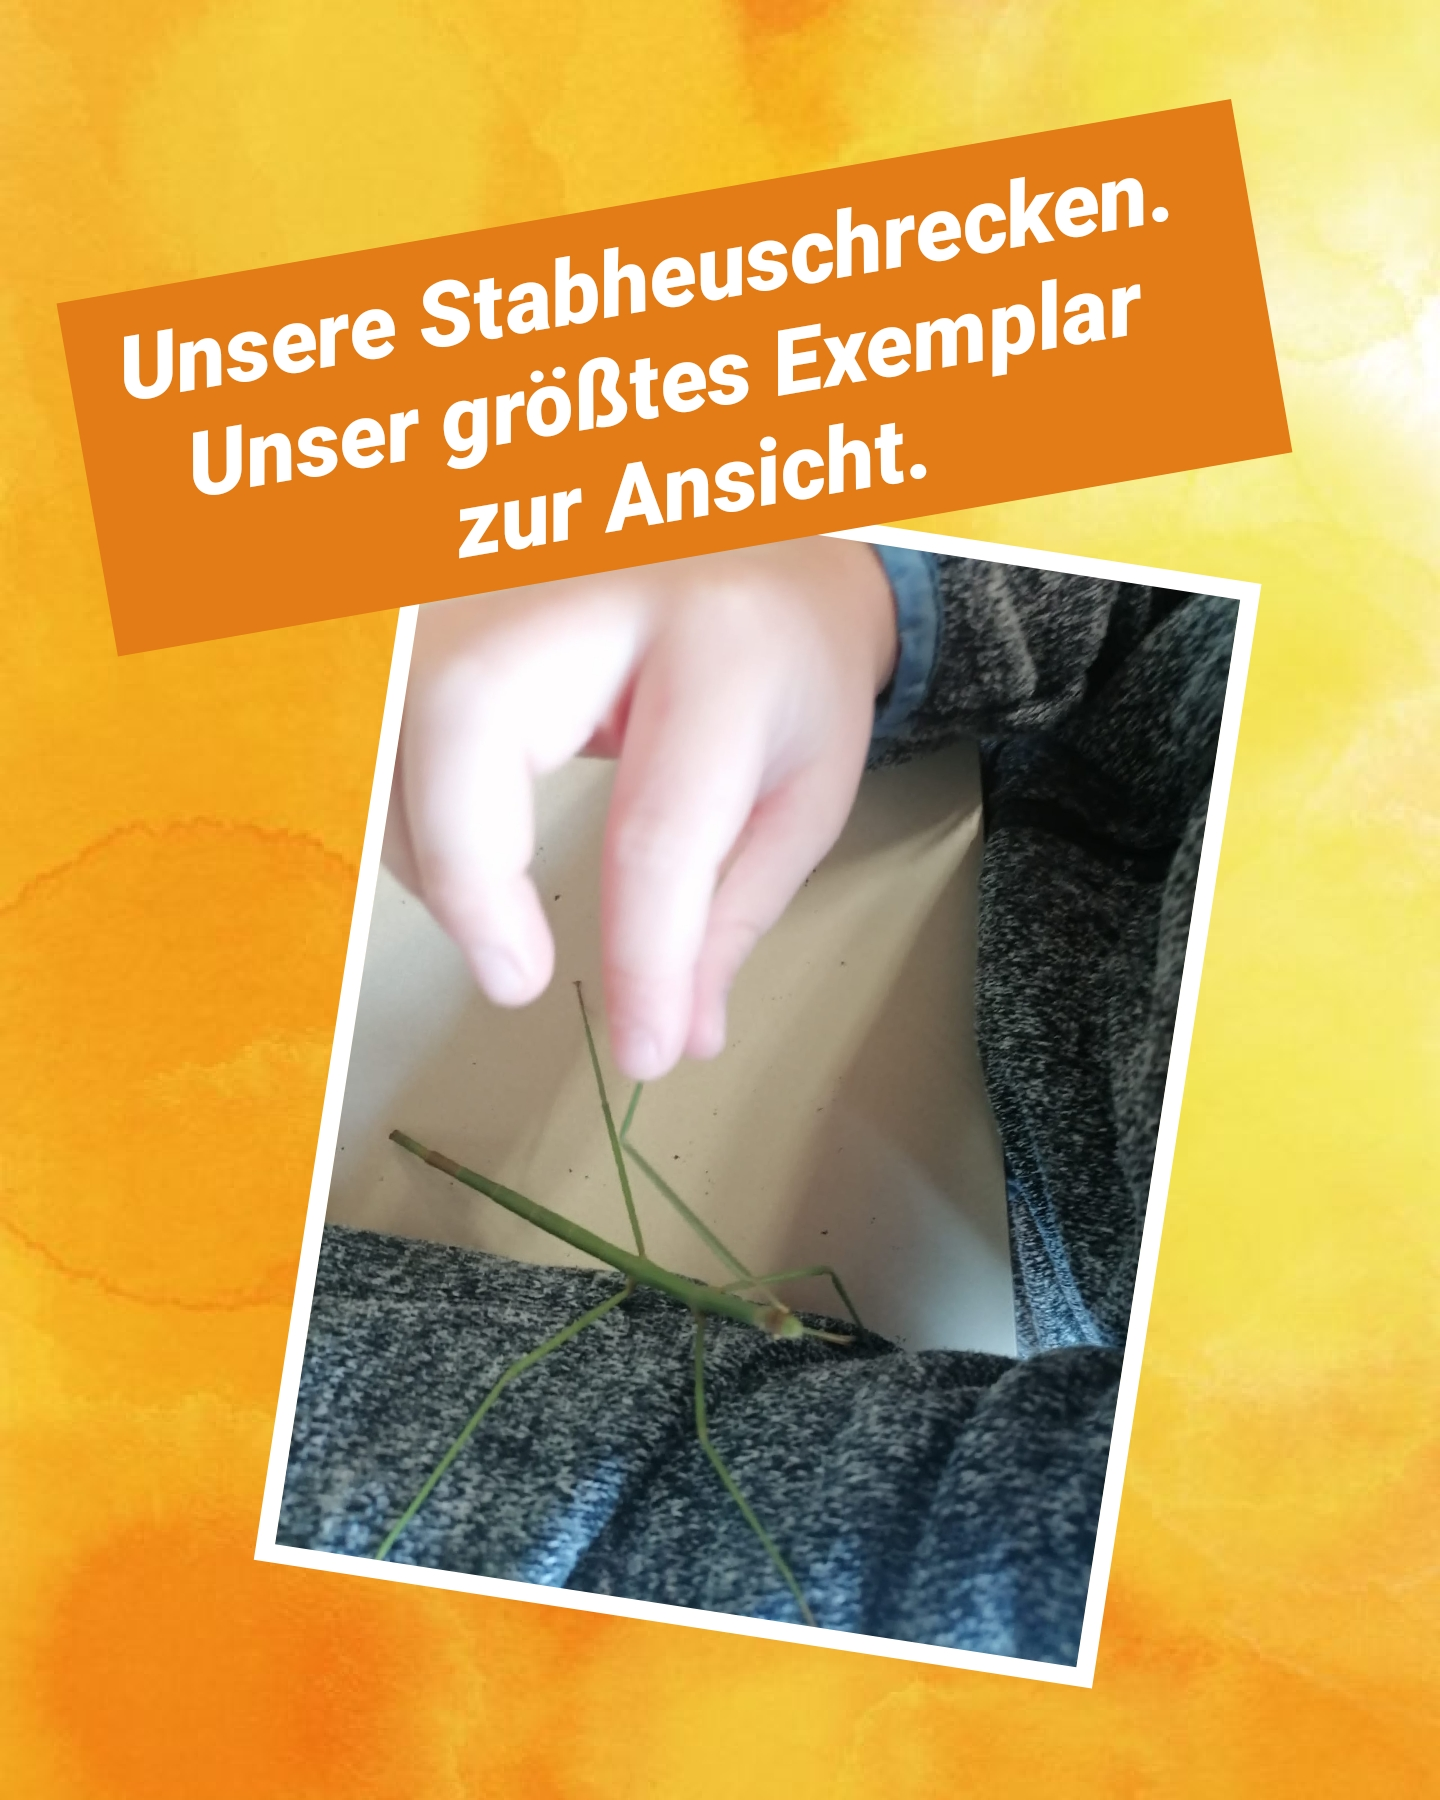 Unsere Stabheuschrecken.
Unser größtes Exemplar
zur Ansicht.